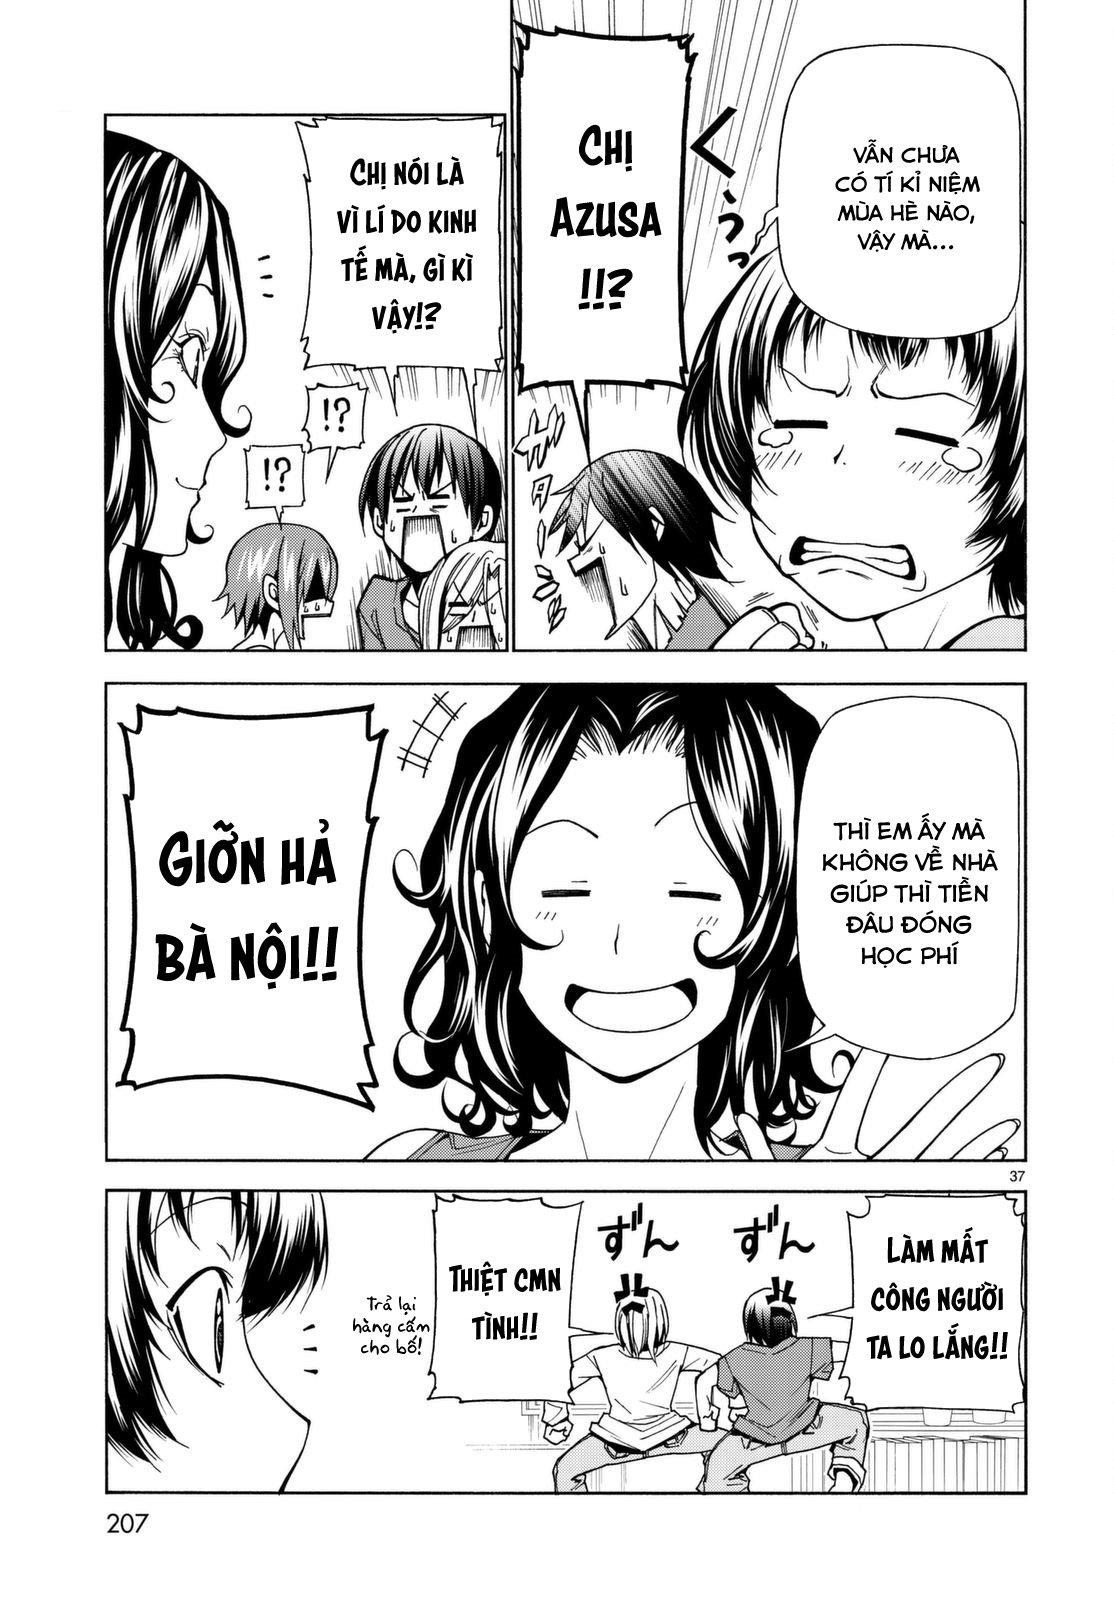 VẪN CHƯA
CÓ TÍ KỈ NIỆM
MÙA HÈ NÀO,
VẬY MÀ...
くぅっ
CHỊ
AZUSA
!!?
CHỊ NÓI LÀ
VÌ LÍ DO KINH
TẾ MÀ, GÌ KÌ
VẬY!?
!?
!?
THÌ EM ẤY MÀ
KHÔNG VỀ NHÀ
GIÚP THÌ TIỀN
ĐÂU ĐÓNG
HỌC PHÍ
GIỠN HẢ
BÀ NỘI!!
37
LÀM MẤT
CÔNG NGƯỜI
TA LO LẮNG!!
ずん
ずん
THIỆT CMN
TÌNH!!
Trả lại
hàng cấm
cho bố!
207